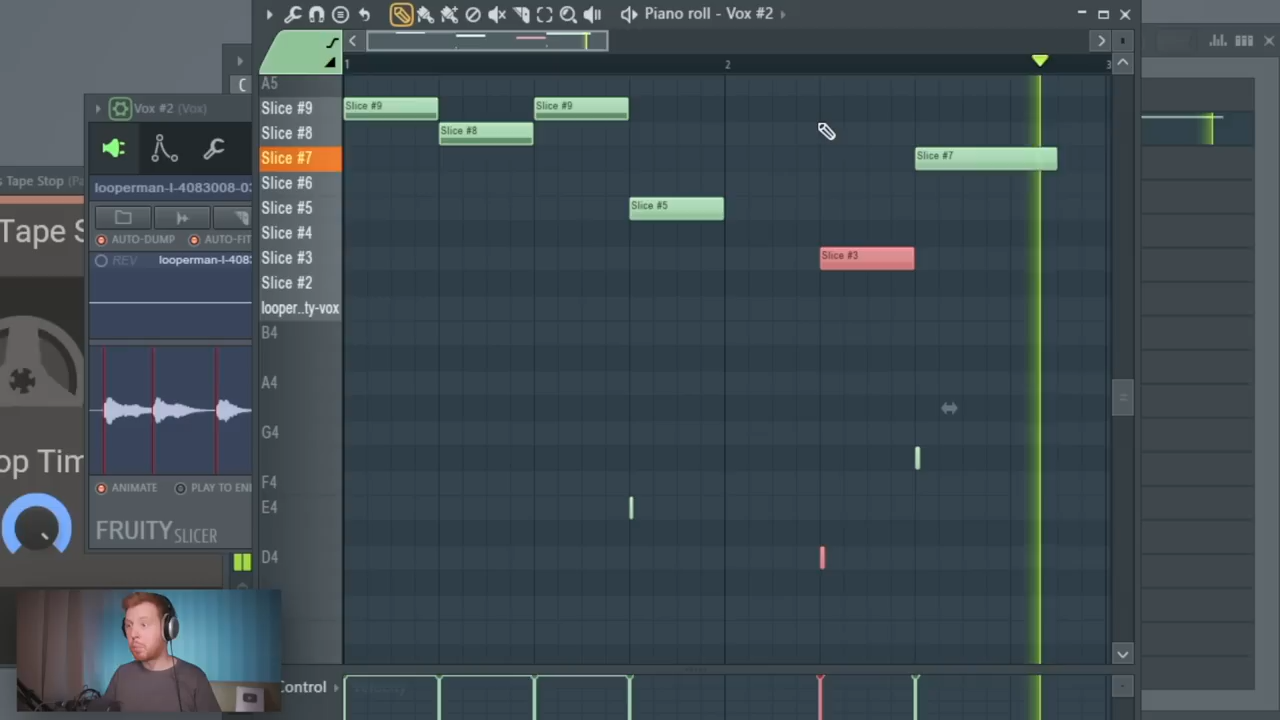 Piano roll - Vox #2
1
2
3
A5
Slice #9
Slice #8
Slice #7
Slice #6
Slice #5
Slice #4
Slice #3
Slice #2
looper..ty-vox
B4
A4
G4
F4
E4
D4
Slice #9
Slice #9
Slice #8
Slice #7
Slice #5
Slice #3
Control
Velocity
Vox #2 (Vox)
looperman-l-4083008-0
AUTO-DUMP
AUTO-FIT
REV
looperman-l-408
ANIMATE
PLAY TO EN
FRUITY SLICER
s Tape Stop (Pa
Tape S
op Tim
C